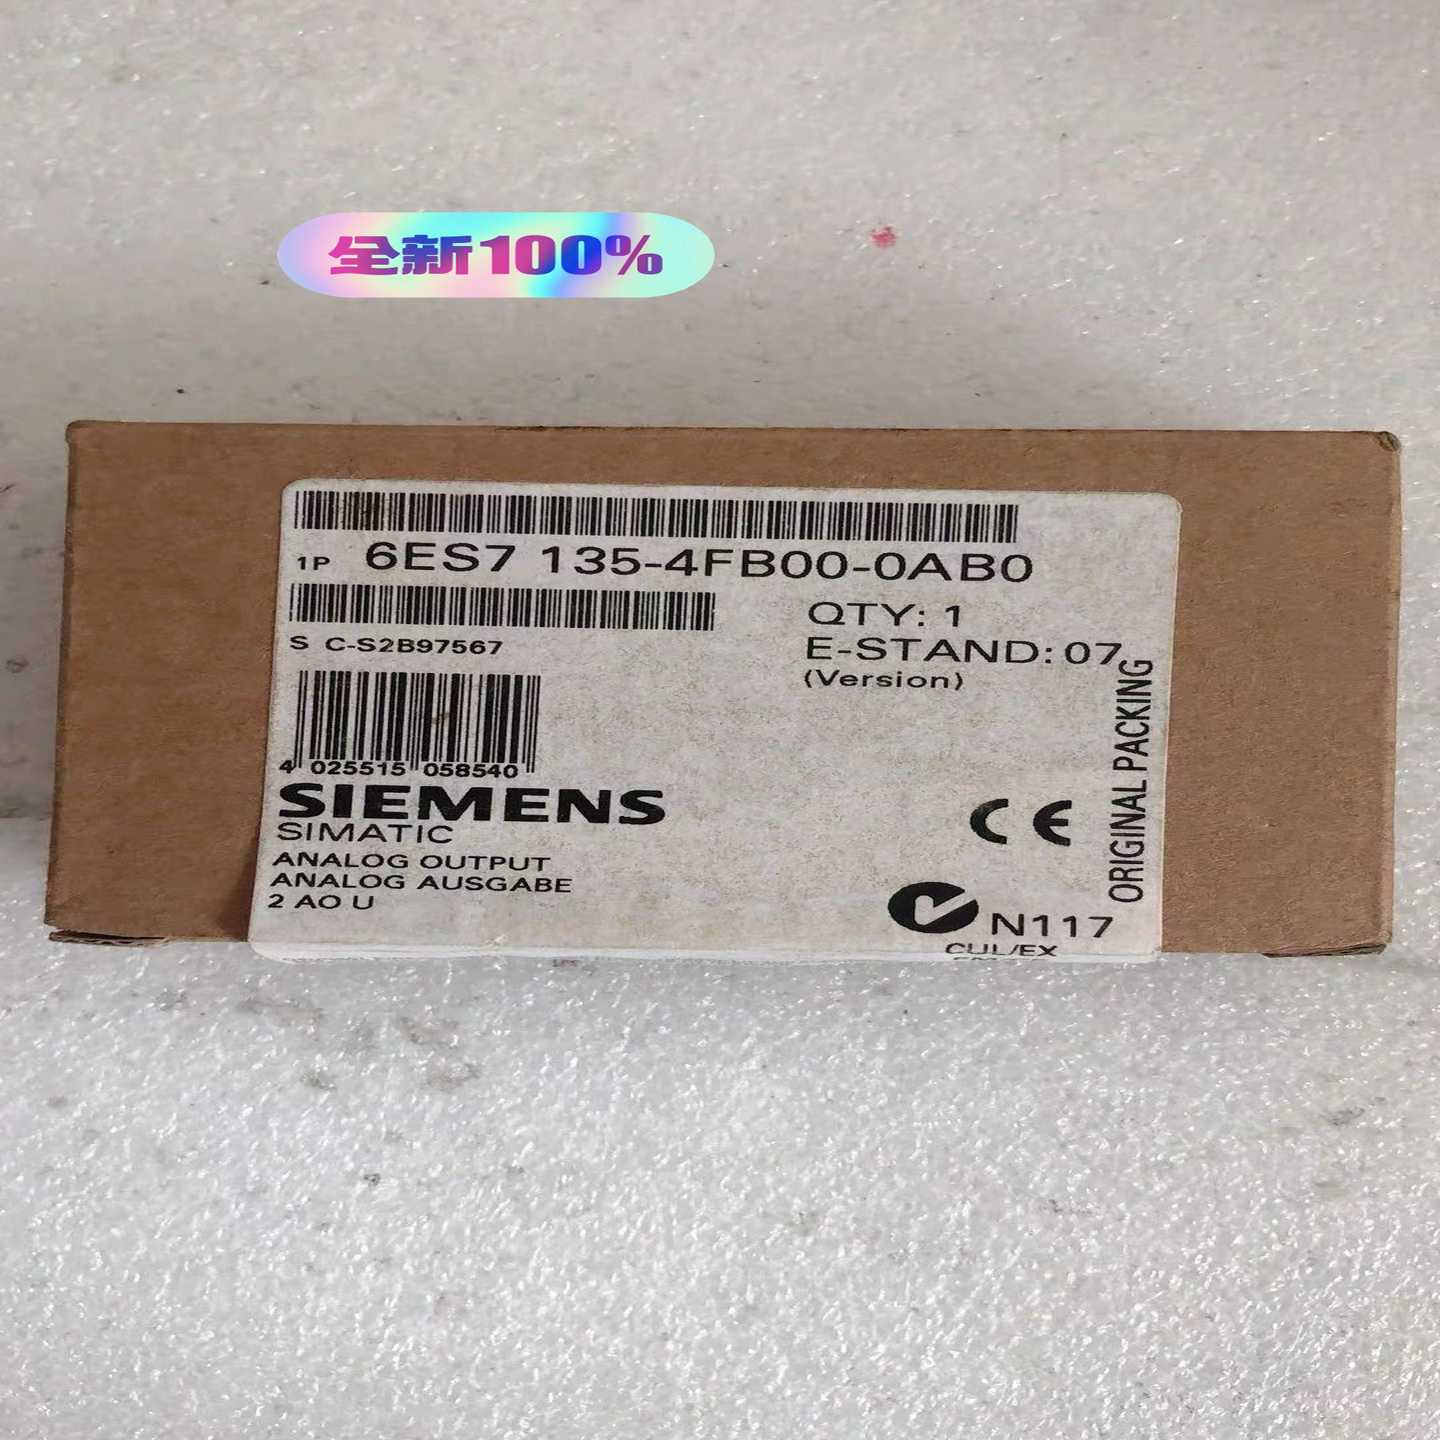 全新100%
1P 6ES7 135-4FB00-0AB0
QTY: 1
S C-S2B97567
E-STAND: 07
(Version)
4 025515 058540
SIEMENS
SIMATIC
ANALOG OUTPUT
ANALOG AUSGABE
2 AO U
ORIGINAL PACKING
CE
N117
CUL/EX